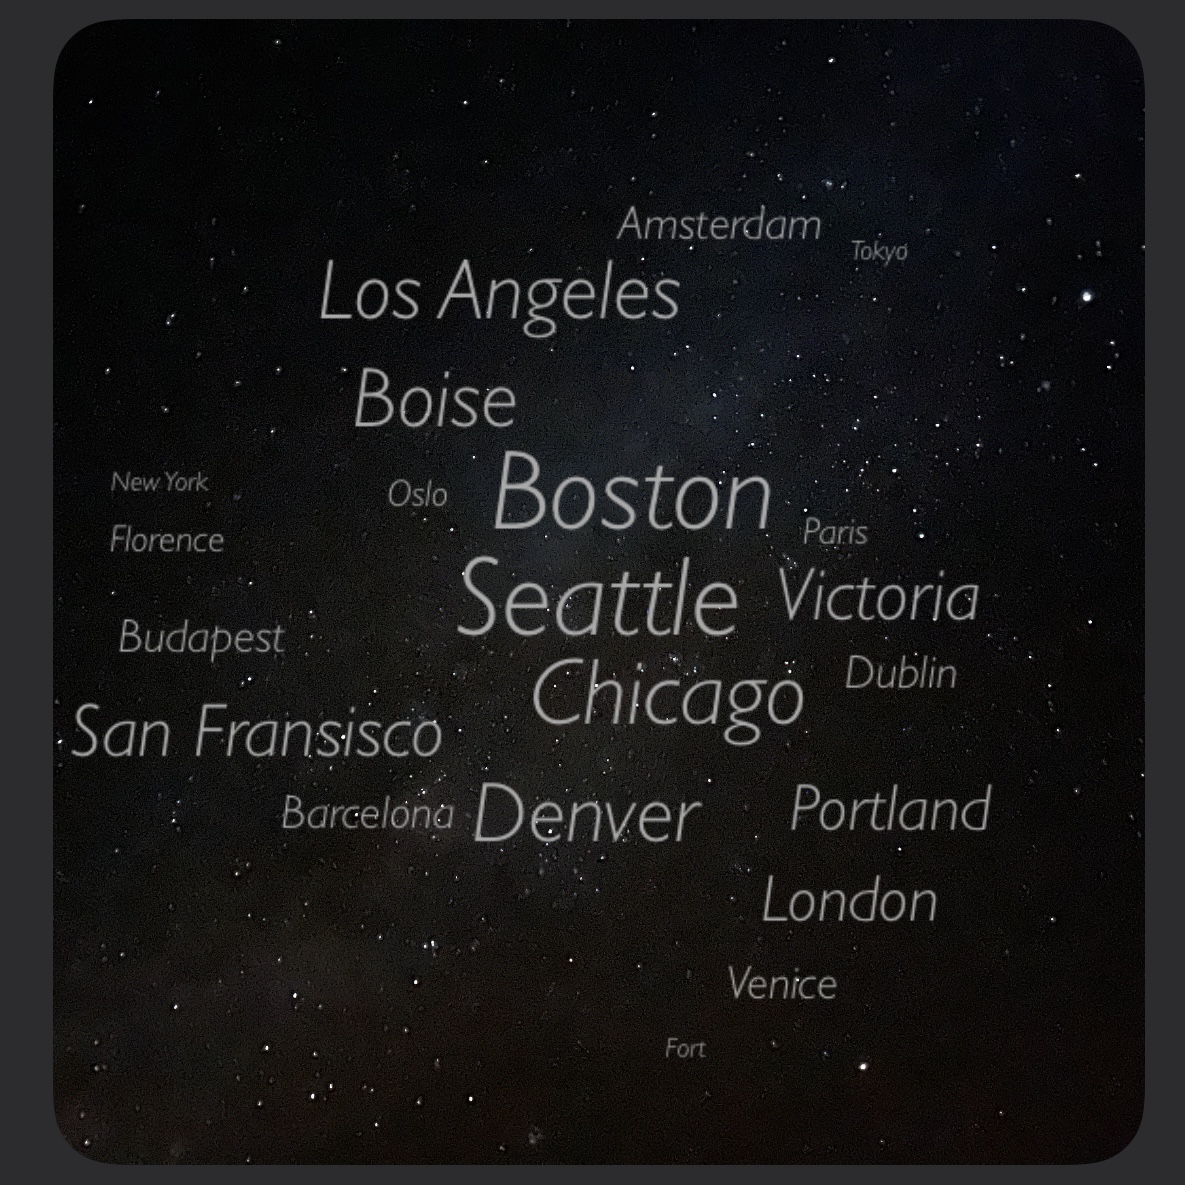 Amsterdam
Tokyo
Los Angeles
Boise
Boston
New York
Oslo
Paris
Florence
Seattle
Victoria
Budapest
Dublin
Chicago
San Fransisco
Barcelona
Denver
Portland
London
Venice
Fort